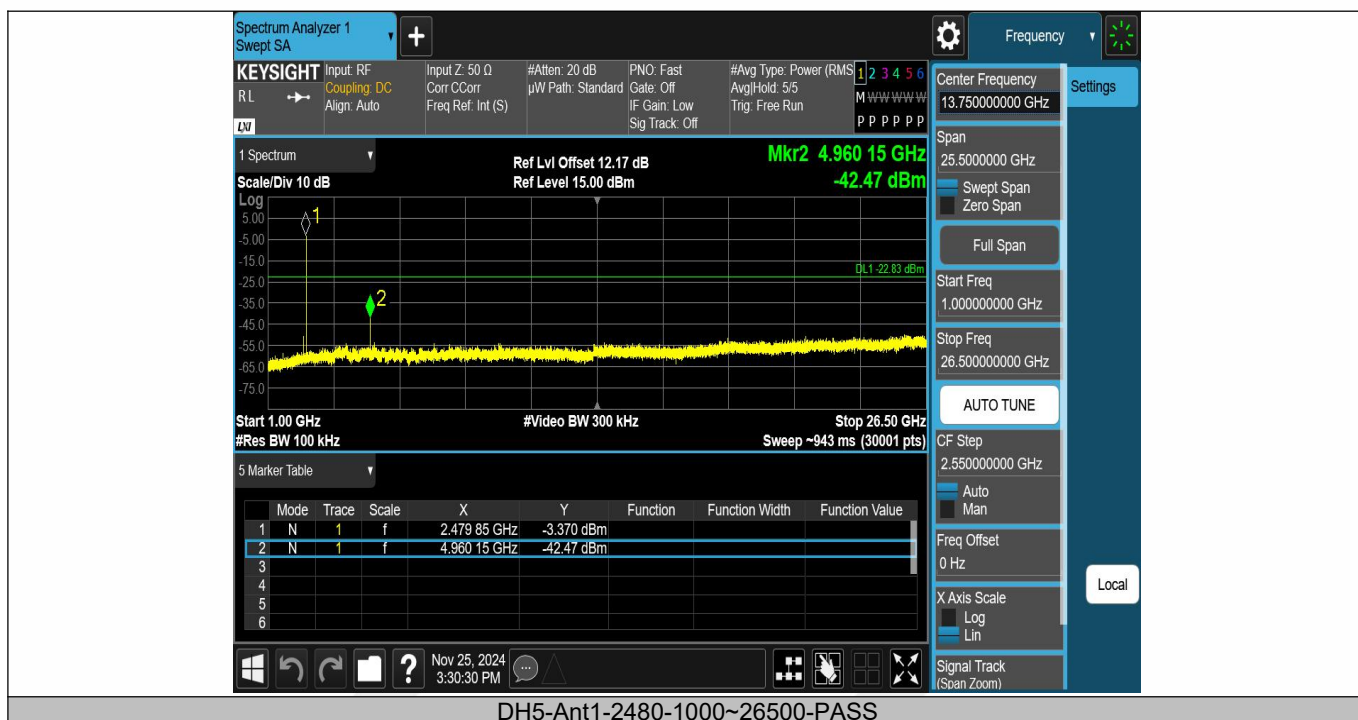 Spectrum Analyzer 1
Swept SA
+
Frequency
KEYSIGHT
RL
LXI
Input: RF
Coupling: DC
Align: Auto
Input Z: 50 Ω
Corr CCorr
Freq Ref: Int (S)
#Atten: 20 dB
µW Path: Standard
PNO: Fast
Gate: Off
IF Gain: Low
Sig Track: Off
#Avg Type: Power (RMS
Avg|Hold: 5/5
Trig: Free Run
1 2 3 4 5 6
M W W W W W
P P P P P P
1 Spectrum
Scale/Div 10 dB
Ref Lvl Offset 12.17 dB
Ref Level 15.00 dBm
Mkr2 4.960 15 GHz
-42.47 dBm
Log
5.00
-5.00
-15.0
-25.0
-35.0
-45.0
-55.0
-65.0
-75.0
1
2
DL1 -22.83 dBm
Start 1.00 GHz
#Res BW 100 kHz
#Video BW 300 kHz
Stop 26.50 GHz
Sweep ~943 ms (30001 pts)
5 Marker Table
Mode Trace Scale X Y Function Function Width Function Value
1 N 1 f 2.479 85 GHz -3.370 dBm
2 N 1 f 4.960 15 GHz -42.47 dBm
3
4
5
6
?
Nov 25, 2024
3:30:30 PM
Center Frequency
13.750000000 GHz
Settings
Span
25.5000000 GHz
Swept Span
Zero Span
Full Span
Start Freq
1.000000000 GHz
Stop Freq
26.500000000 GHz
AUTO TUNE
CF Step
2.550000000 GHz
Auto
Man
Freq Offset
0 Hz
Local
X Axis Scale
Log
Lin
Signal Track
(Span Zoom)
DH5-Ant1-2480-1000~26500-PASS